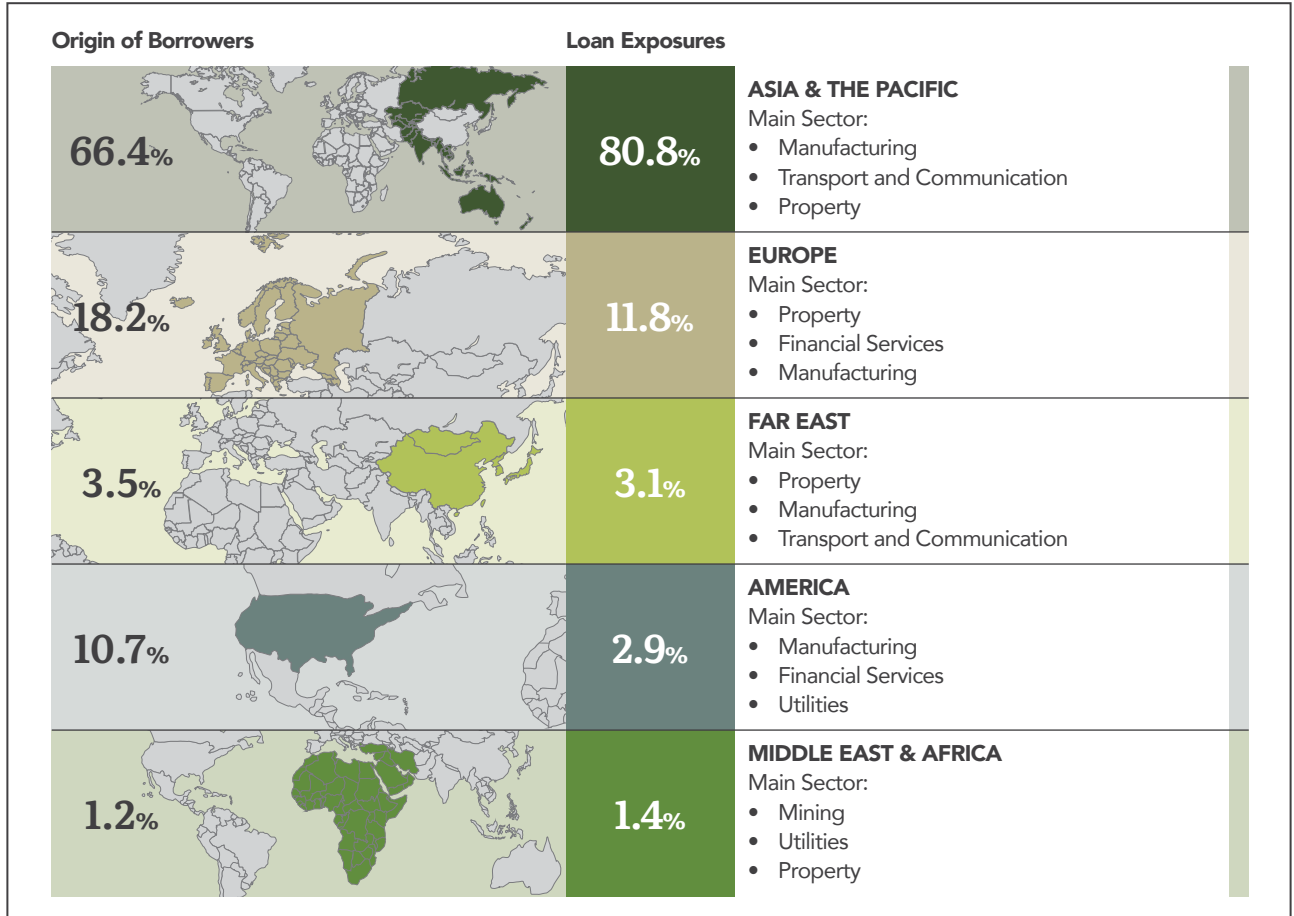 Origin of Borrowers Loan Exposures
66.4% 80.8%
ASIA & THE PACIFIC
Main Sector:
• Manufacturing
• Transport and Communication
• Property
18.2% 11.8%
EUROPE
Main Sector:
• Property
• Financial Services
• Manufacturing
3.5% 3.1%
FAR EAST
Main Sector:
• Property
• Manufacturing
• Transport and Communication
10.7% 2.9%
AMERICA
Main Sector:
• Manufacturing
• Financial Services
• Utilities
1.2% 1.4%
MIDDLE EAST & AFRICA
Main Sector:
• Mining
• Utilities
• Property